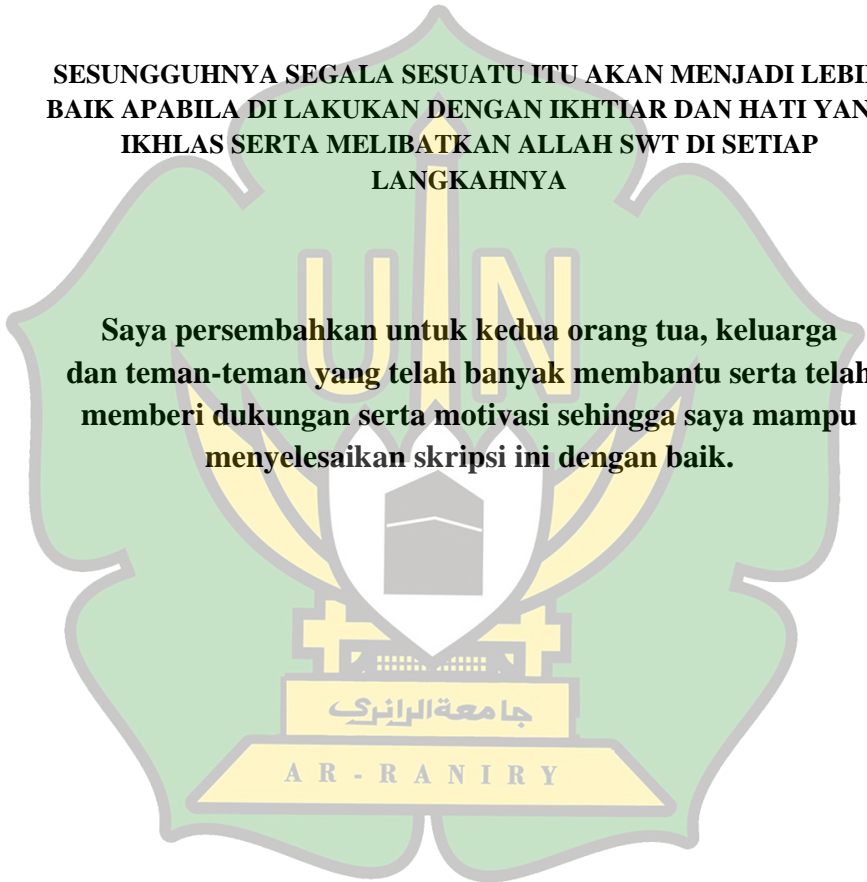 SESUNGGUHNYA SEGALA SESUATU ITU AKAN MENJADI LEBIH
BAIK APABILA DI LAKUKAN DENGAN IKHTIAR DAN HATI YAN
IKHLAS SERTA MELIBATKAN ALLAH SWT DI SETIAP
LANGKAHNYA
UIN
Saya persembahkan untuk kedua orang tua, keluarga
dan teman-teman yang telah banyak membantu serta telah
memberi dukungan serta motivasi sehingga saya mampu
menyelesaikan skripsi ini dengan baik.
جامعةالرانري
AR-RANIRY